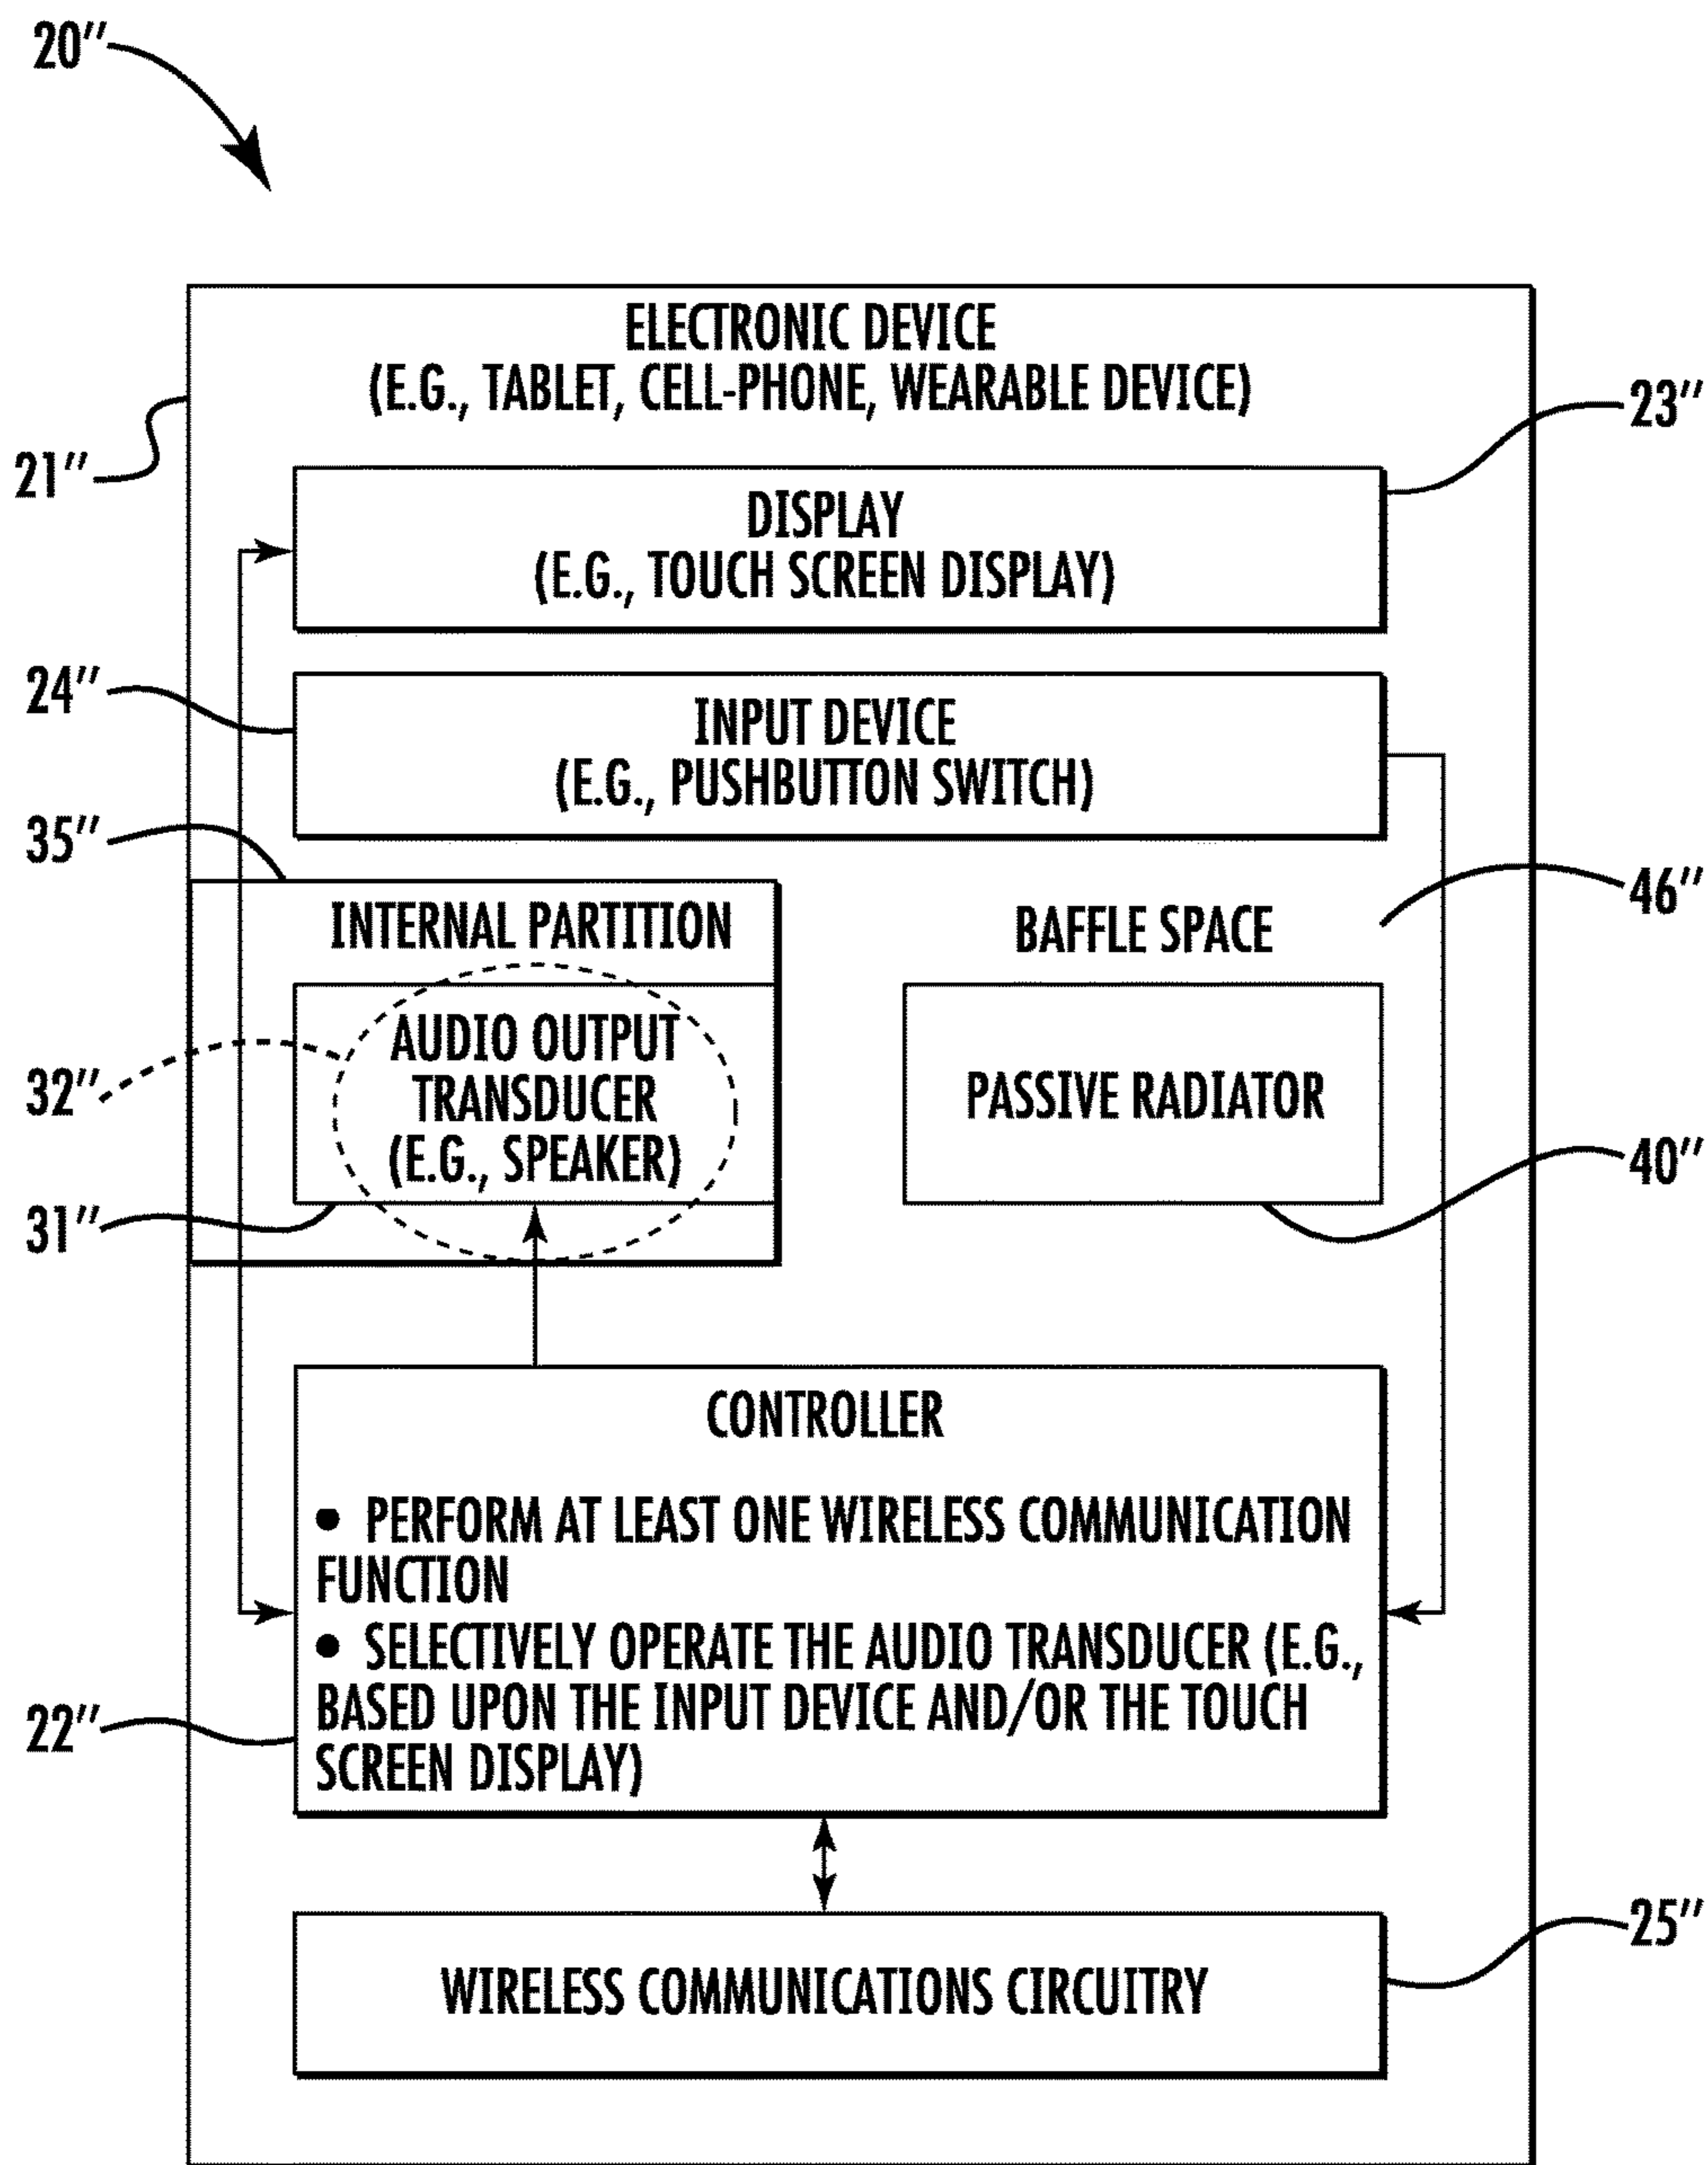 20″
ELECTRONIC DEVICE
(E.G., TABLET, CELL-PHONE, WEARABLE DEVICE)
23″
21″
DISPLAY
(E.G., TOUCH SCREEN DISPLAY)
24″
INPUT DEVICE
(E.G., PUSHBUTTON SWITCH)
35″
46″
INTERNAL PARTITION
BAFFLE SPACE
32″
AUDIO OUTPUT
TRANSDUCER
(E.G., SPEAKER)
PASSIVE RADIATOR
40″
31″
CONTROLLER
• PERFORM AT LEAST ONE WIRELESS COMMUNICATION
FUNCTION
• SELECTIVELY OPERATE THE AUDIO TRANSDUCER (E.G.,
BASED UPON THE INPUT DEVICE AND/OR THE TOUCH
SCREEN DISPLAY)
22″
25″
WIRELESS COMMUNICATIONS CIRCUITRY